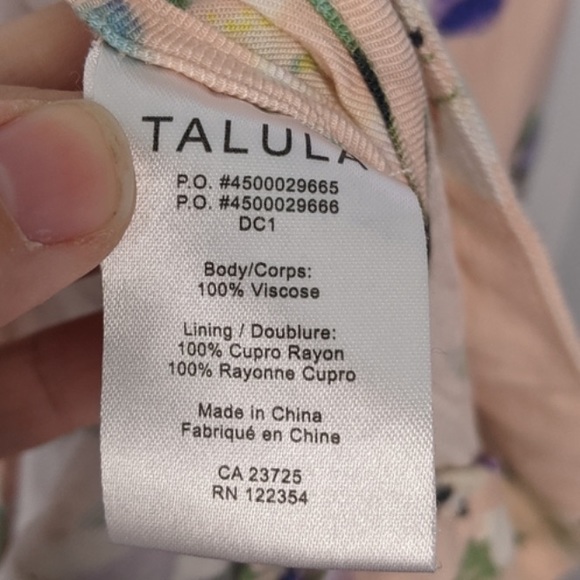 TALULA
P.O. #4500029665
P.O. #4500029666
DC1
Body/Corps:
100% Viscose
Lining / Doublure:
100% Cupro Rayon
100% Rayonne Cupro
Made in China
Fabriqué en Chine
CA 23725
RN 122354